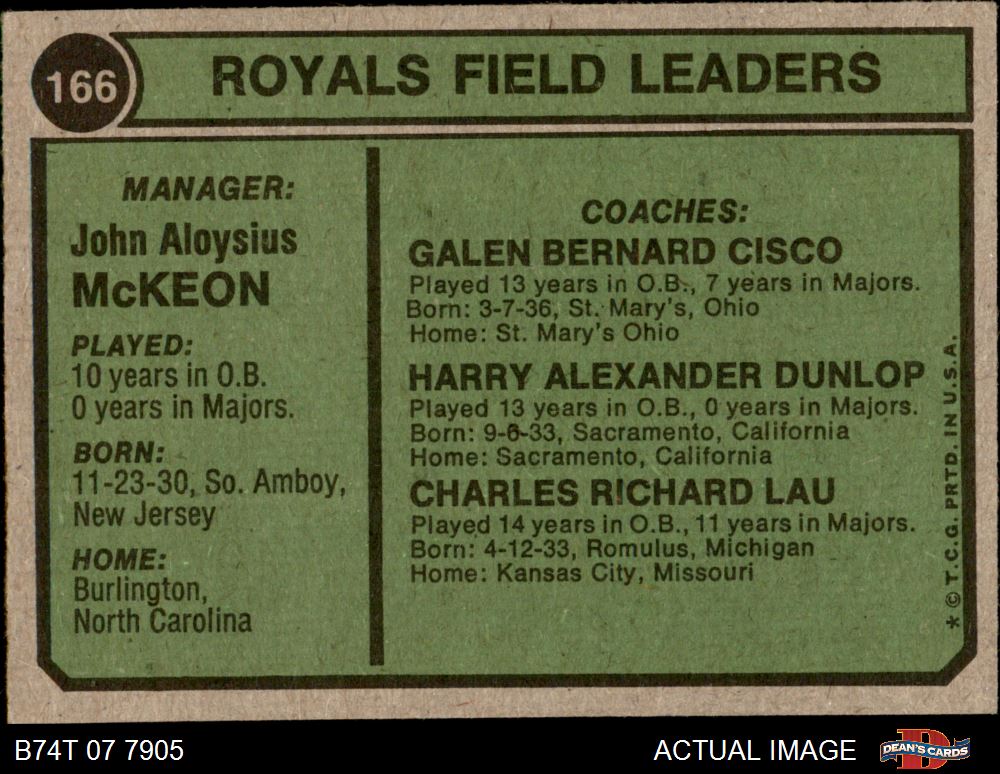 166
ROYALS FIELD LEADERS
MANAGER:
John Aloysius
McKEON
PLAYED:
10 years in O.B.
0 years in Majors.
BORN:
11-23-30, So. Amboy,
New Jersey
HOME:
Burlington,
North Carolina
COACHES:
GALEN BERNARD CISCO
Played 13 years in O.B., 7 years in Majors.
Born: 3-7-36, St. Mary's, Ohio
Home: St. Mary's Ohio
HARRY ALEXANDER DUNLOP
Played 13 years in O.B., 0 years in Majors.
Born: 9-6-33, Sacramento, California
Home: Sacramento, California
CHARLES RICHARD LAU
Played 14 years in O.B., 11 years in Majors.
Born: 4-12-33, Romulus, Michigan
Home: Kansas City, Missouri
* © T.C.G. PRTD. IN U.S.A.
B74T 07 7905
ACTUAL IMAGE
DEAN'S CARDS